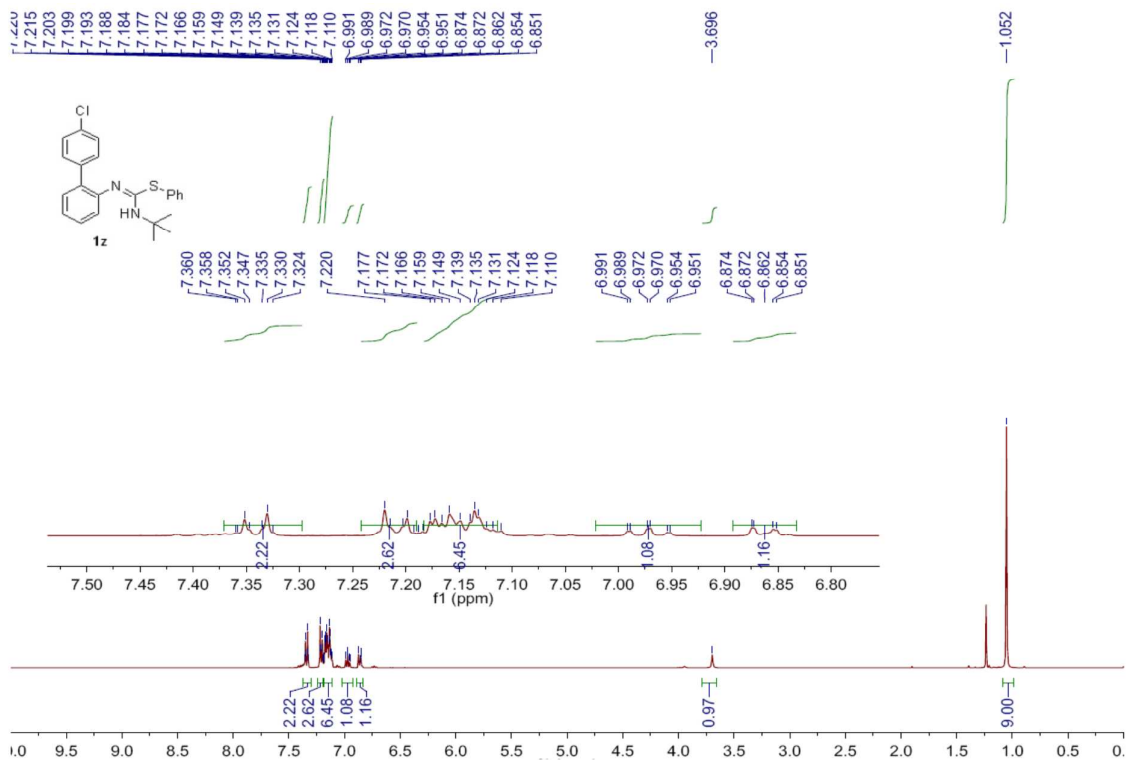 7.215 7.203 7.199 7.193 7.188 7.184 7.177 7.172 7.166 7.159 7.149 7.139 7.135 7.131 7.124 7.118 7.110 6.991 6.989 6.972 6.970 6.954 6.951 6.874 6.872 6.862 6.854 6.851 3.696 1.052
Cl
N S Ph
HN
1z
7.360 7.358 7.352 7.347 7.335 7.330 7.324 7.220 7.177 7.172 7.166 7.159 7.149 7.139 7.135 7.131 7.124 7.118 7.110 6.991 6.989 6.972 6.970 6.954 6.951 6.874 6.872 6.862 6.854 6.851
2.22 2.62 6.45 1.08 1.16
7.50 7.45 7.40 7.35 7.30 7.25 7.20 7.15 7.10 7.05 7.00 6.95 6.90 6.85 6.80
f1 (ppm)
2.22 2.62 6.45 1.08 1.16 0.97 9.00
9.5 9.0 8.5 8.0 7.5 7.0 6.5 6.0 5.5 5.0 4.5 4.0 3.5 3.0 2.5 2.0 1.5 1.0 0.5